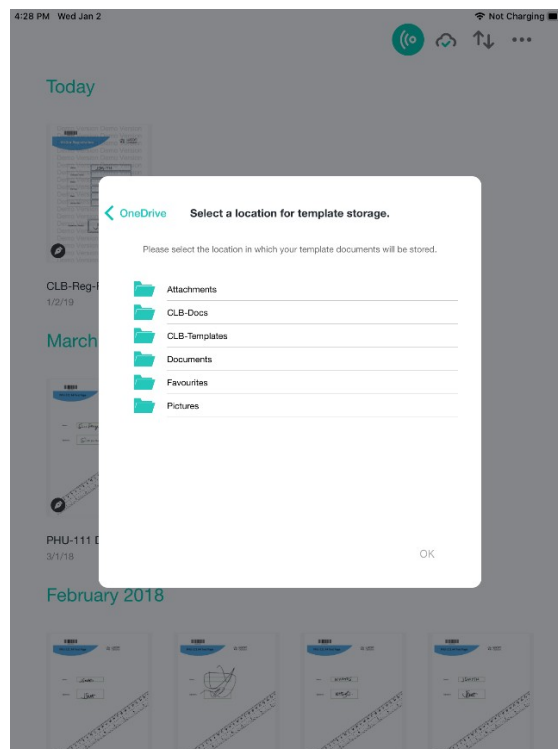 4:28 PM Wed Jan 2
Not Charging
Today
OneDrive
Select a location for template storage.
Please select the location in which your template documents will be stored.
Attachments
CLB-Docs
CLB-Templates
Documents
Favourites
Pictures
OK
CLB-Reg-
1/2/19
March
PHU-111
3/1/18
February 2018